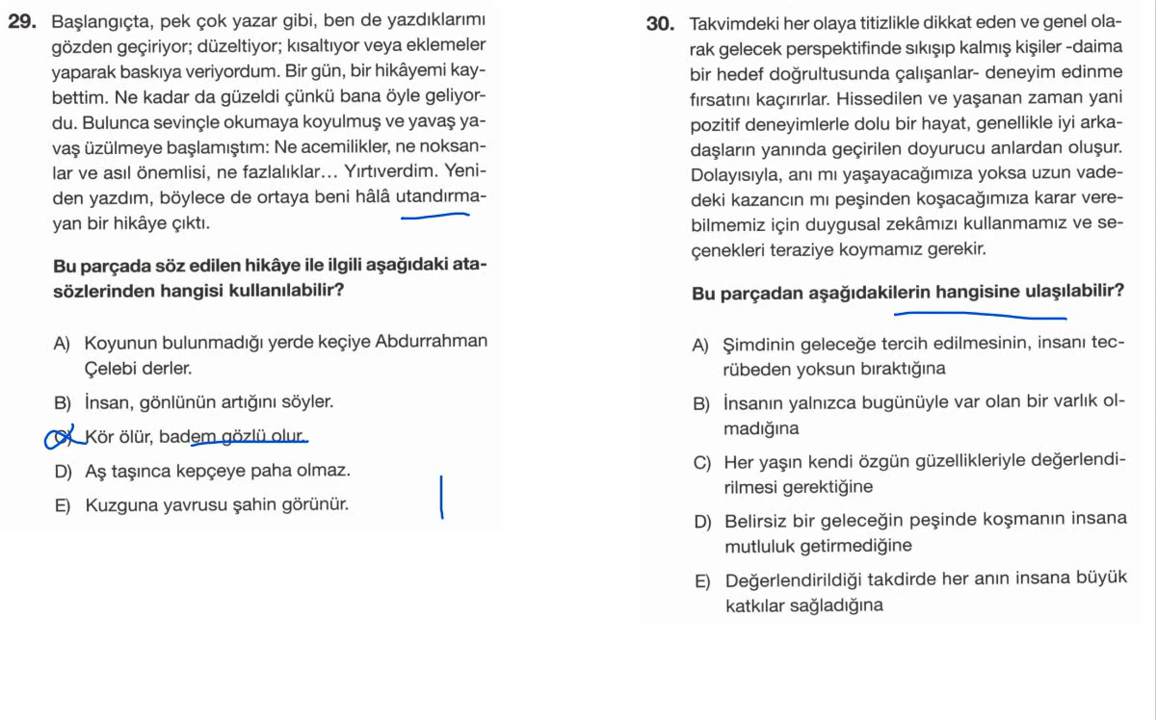 29. Başlangıçta, pek çok yazar gibi, ben de yazdıklarımı
gözden geçiriyor; düzeltiyor; kısaltıyor veya eklemeler
yaparak baskıya veriyordum. Bir gün, bir hikâyemi kay-
bettim. Ne kadar da güzeldi çünkü bana öyle geliyor-
du. Bulunca sevinçle okumaya koyulmuş ve yavaş ya-
vaş üzülmeye başlamıştım: Ne acemilikler, ne noksan-
lar ve asıl önemlisi, ne fazlalıklar... Yırtıverdim. Yeni-
den yazdım, böylece de ortaya beni hâlâ utandırma-
yan bir hikâye çıktı.
Bu parçada söz edilen hikâye ile ilgili aşağıdaki ata-
sözlerinden hangisi kullanılabilir?
A) Koyunun bulunmadığı yerde keçiye Abdurrahman
Çelebi derler.
B) İnsan, gönlünün artığını söyler.
C) Kör ölür, badem gözlü olur.
D) Aş taşınca kepçeye paha olmaz.
E) Kuzguna yavrusu şahin görünür.
30. Takvimdeki her olaya titizlikle dikkat eden ve genel ola-
rak gelecek perspektifinde sıkışıp kalmış kişiler -daima
bir hedef doğrultusunda çalışanlar- deneyim edinme
fırsatını kaçırırlar. Hissedilen ve yaşanan zaman yani
pozitif deneyimlerle dolu bir hayat, genellikle iyi arka-
daşların yanında geçirilen doyurucu anlardan oluşur.
Dolayısıyla, anı mı yaşayacağımıza yoksa uzun vade-
deki kazancın mı peşinden koşacağımıza karar vere-
bilmemiz için duygusal zekâmızı kullanmamız ve se-
çenekleri teraziye koymamız gerekir.
Bu parçadan aşağıdakilerin hangisine ulaşılabilir?
A) Şimdinin geleceğe tercih edilmesinin, insanı tec-
rübeden yoksun bıraktığına
B) İnsanın yalnızca bugünüyle var olan bir varlık ol-
madığına
C) Her yaşın kendi özgün güzellikleriyle değerlendi-
rilmesi gerektiğine
D) Belirsiz bir geleceğin peşinde koşmanın insana
mutluluk getirmediğine
E) Değerlendirildiği takdirde her anın insana büyük
katkılar sağladığına